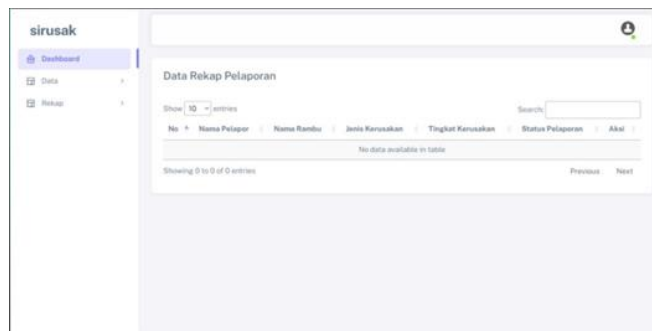 sirusak
Dashboard
Data
Rekap
Data Rekap Pelaporan
Show 10 entries
Search:
No Nama Pelapor Nama Rambu Jenis Kerusakan Tingkat Kerusakan Status Pelaporan Aksi
No data available in table
Showing 0 to 0 of 0 entries
Previous Next